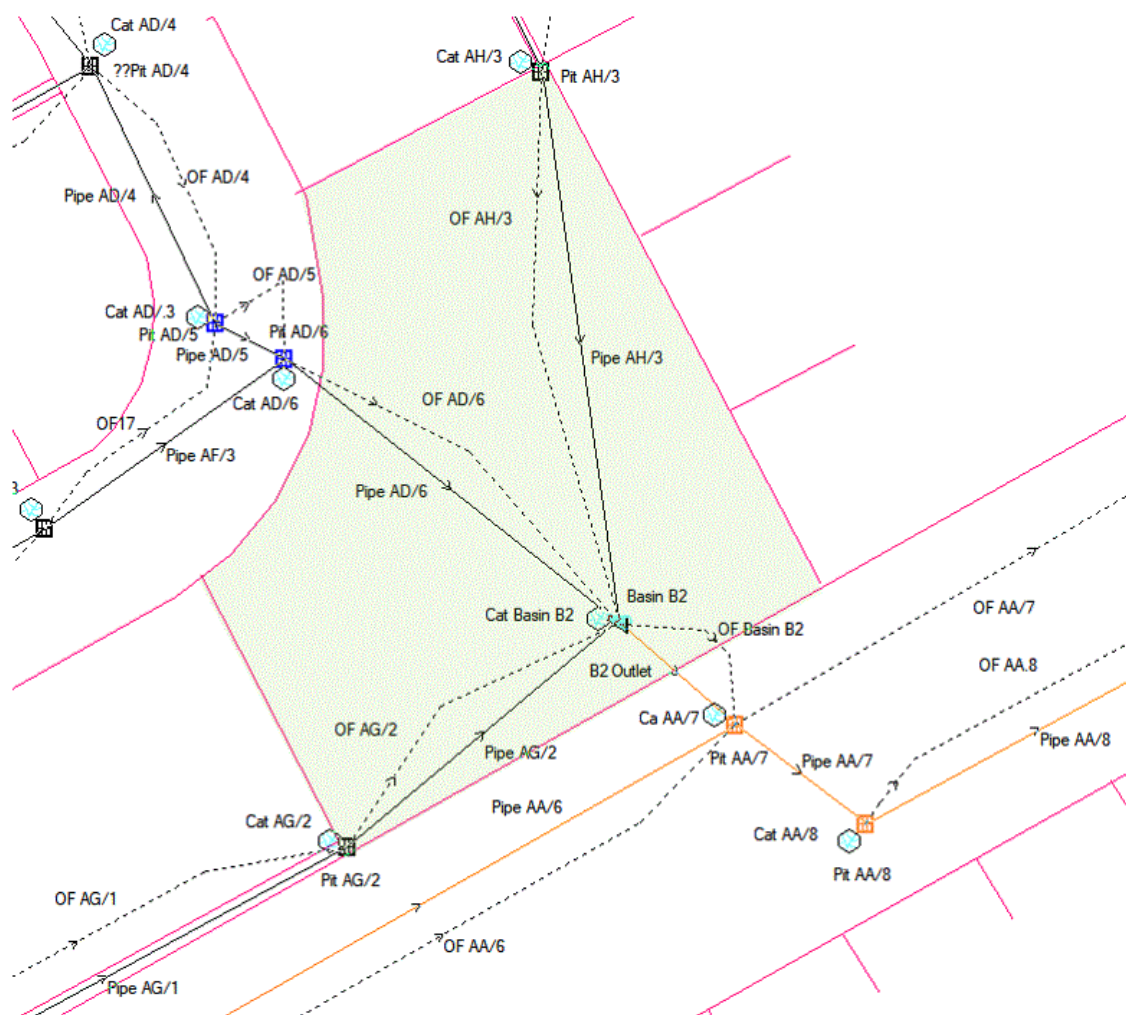 Cat AD/4
??Pit AD/4
Cat AH/3
Pit AH/3
OF AD/4
Pipe AD/4
OF AH/3
OF AD/5
Cat AD/.3
Pit AD/5
Pit AD/6
Pipe AD/5
Pipe AH/3
Cat AD/6
OF AD/6
OF17
Pipe AF/3
Pipe AD/6
3
Basin B2
Cat Basin B2
OF AA/7
OF Basin B2
B2 Outlet
OF AA.8
Ca AA/7
OF AG/2
Pit AA/7
Pipe AG/2
Pipe AA/7
Pipe AA/8
Pipe AA/6
Cat AG/2
Cat AA/8
Pit AG/2
Pit AA/8
OF AG/1
OF AA/6
Pipe AG/1